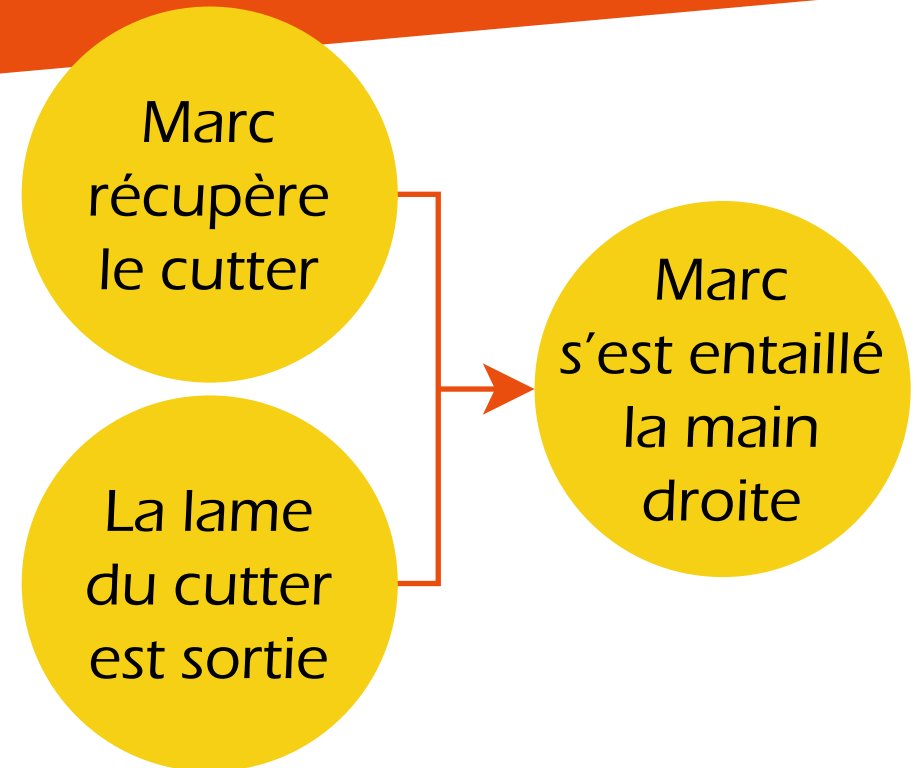 Marc
récupère
le cutter
La lame
du cutter
est sortie
Marc
s’est entaillé
la main
droite